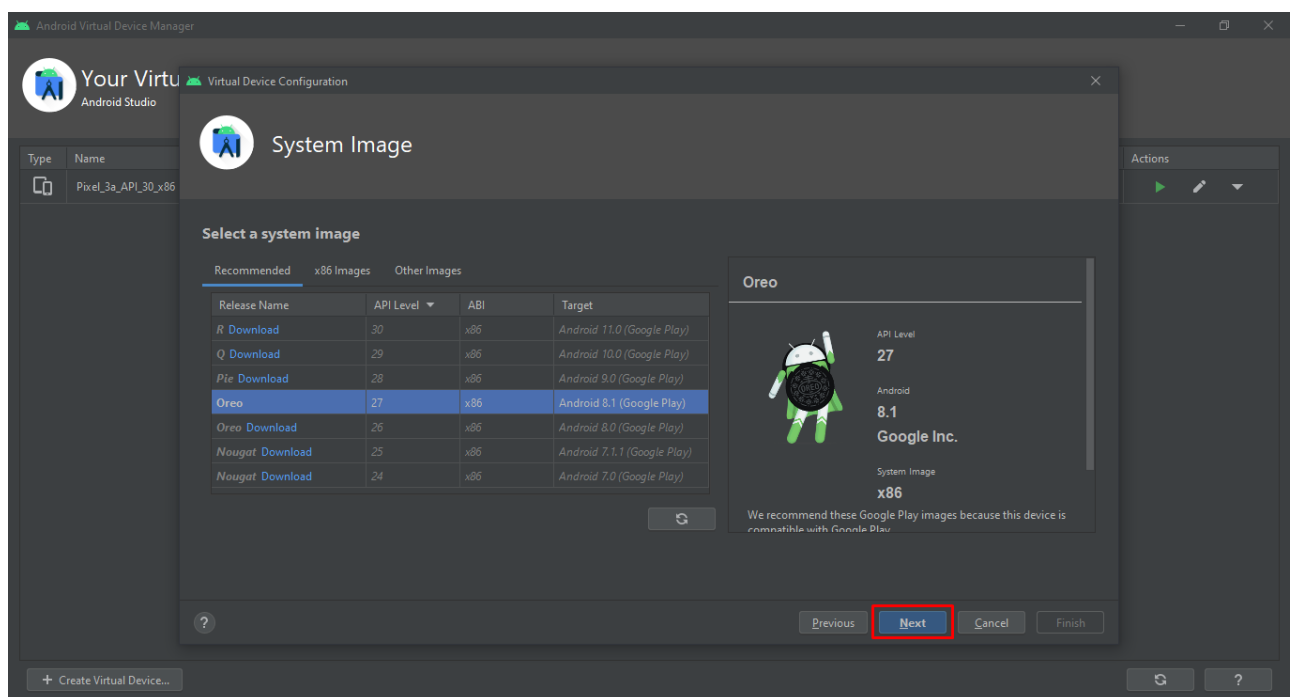 Android Virtual Device Manager
Your Virtu
Android Studio
Virtual Device Configuration
System Image
Type Name Actions
Pixel_3a_API_30_x86
Select a system image
Recommended x86 Images Other Images
Release Name API Level ABI Target
R Download 30 x86 Android 11.0 (Google Play)
Q Download 29 x86 Android 10.0 (Google Play)
Pie Download 28 x86 Android 9.0 (Google Play)
Oreo 27 x86 Android 8.1 (Google Play)
Oreo Download 26 x86 Android 8.0 (Google Play)
Nougat Download 25 x86 Android 7.1.1 (Google Play)
Nougat Download 24 x86 Android 7.0 (Google Play)
Oreo
OREO
API Level
27
Android
8.1
Google Inc.
System Image
x86
We recommend these Google Play images because this device is
compatible with Google Play
? Previous Next Cancel Finish
+ Create Virtual Device... ?